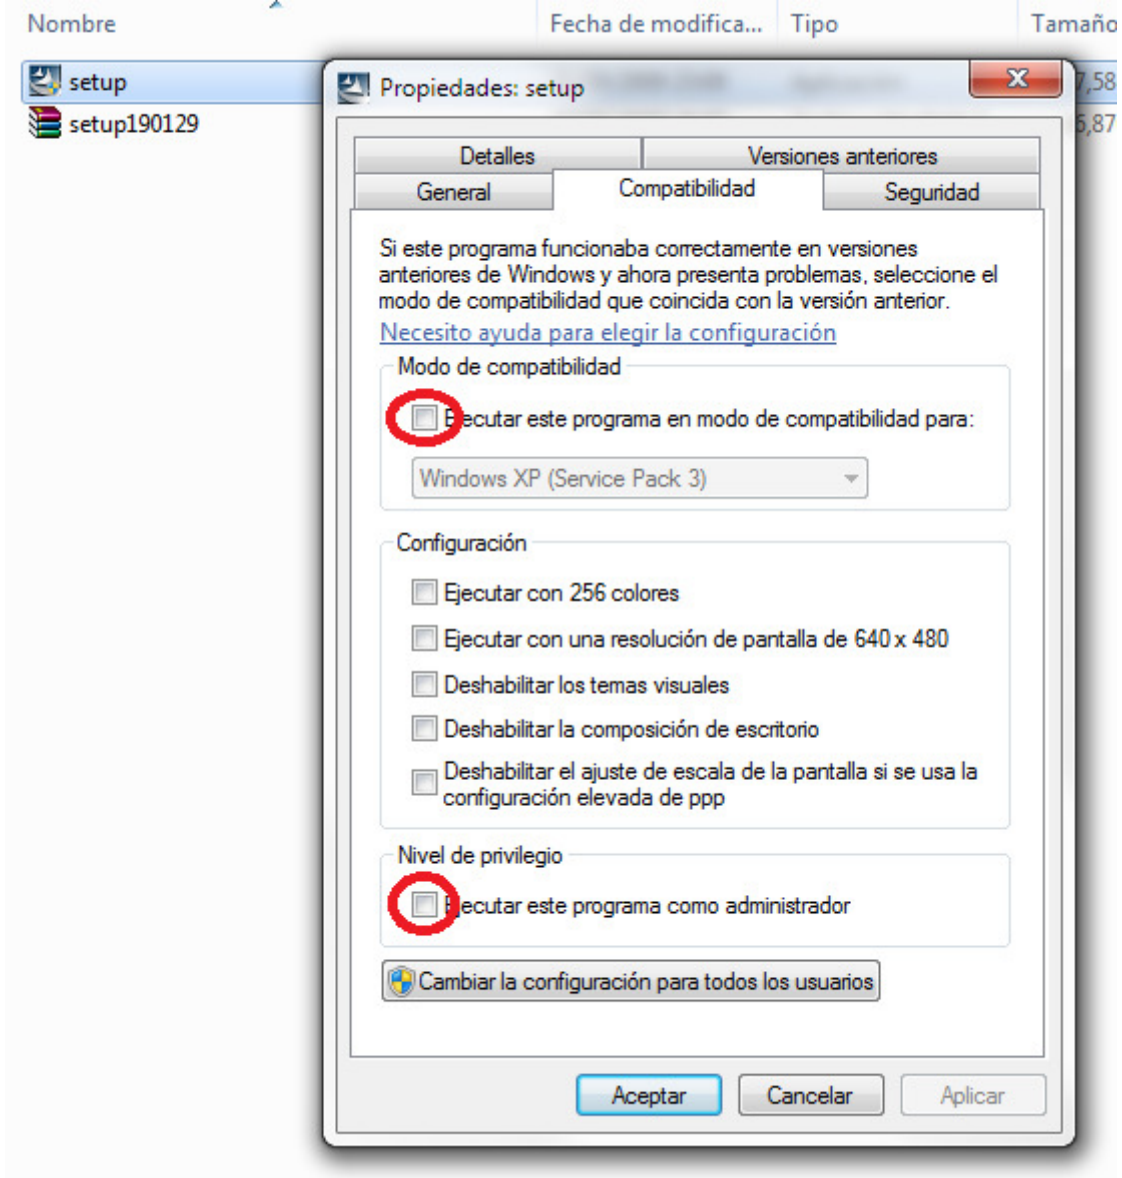 Nombre Fecha de modifica... Tipo Tamaño
setup 7,58
setup190129 5,87
Propiedades: setup
Detalles Versiones anteriores
General Compatibilidad Seguridad
Si este programa funcionaba correctamente en versiones
anteriores de Windows y ahora presenta problemas, seleccione el
modo de compatibilidad que coincida con la versión anterior.
Necesito ayuda para elegir la configuración
Modo de compatibilidad
Ejecutar este programa en modo de compatibilidad para:
Windows XP (Service Pack 3)
Configuración
Ejecutar con 256 colores
Ejecutar con una resolución de pantalla de 640 x 480
Deshabilitar los temas visuales
Deshabilitar la composición de escritorio
Deshabilitar el ajuste de escala de la pantalla si se usa la
configuración elevada de ppp
Nivel de privilegio
Ejecutar este programa como administrador
Cambiar la configuración para todos los usuarios
Aceptar Cancelar Aplicar